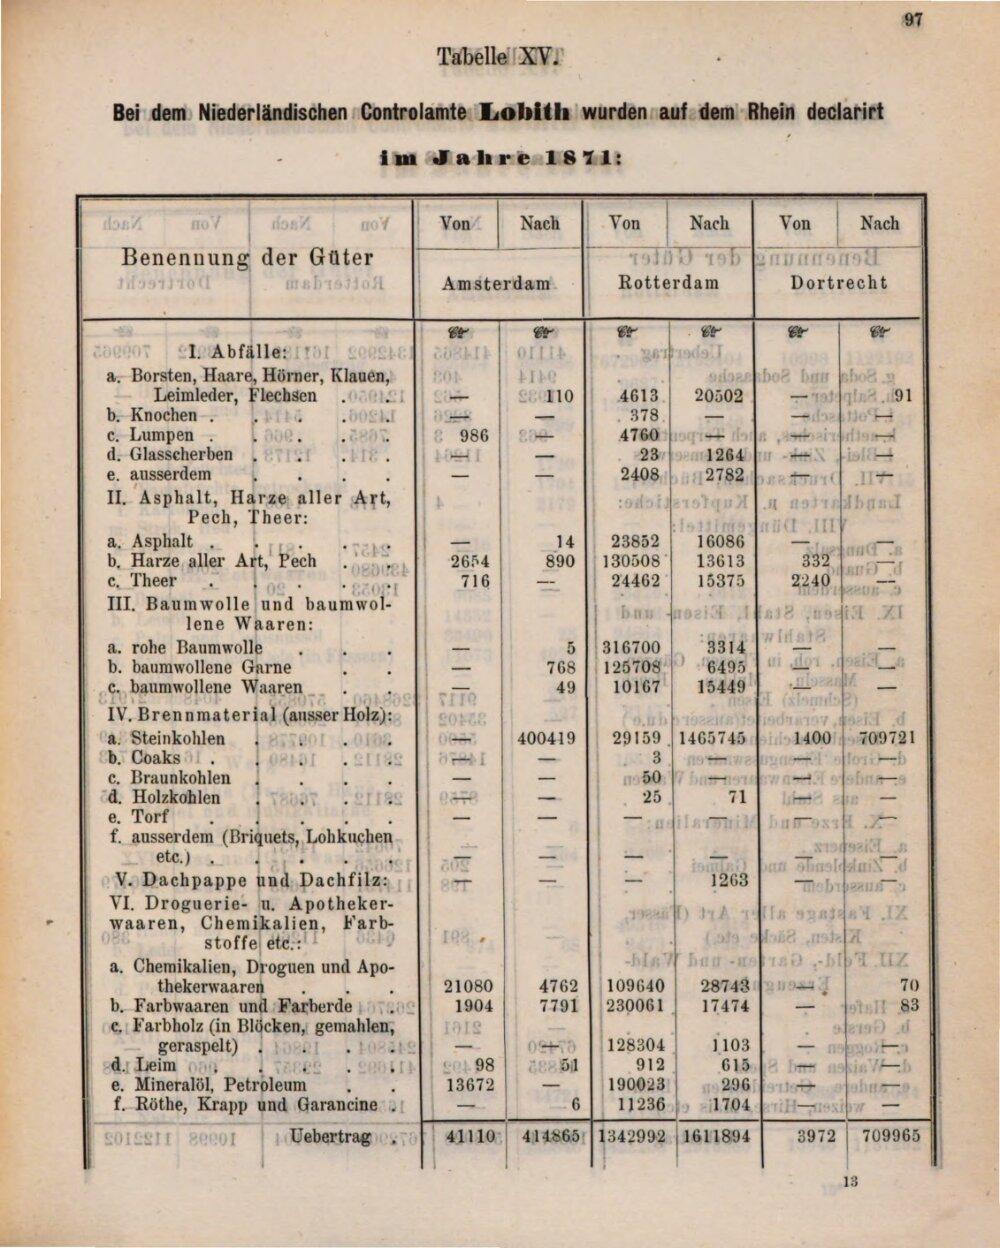 97
Tabelle XV.
Bei dem Niederländischen Controlamte Lobith wurden auf dem Rhein declarirt
im Jahre 1871:
Benennung der Güter | Von | Nach | Von | Nach | Von | Nach
Amsterdam | Rotterdam | Dortrecht
Ctr | Ctr | Ctr | Ctr | Ctr | Ctr
I. Abfälle:
a. Borsten, Haare, Hörner, Klauen,
Leimleder, Flechsen . . — 110 4613 20502 — 91
b. Knochen . . . . . — — 378 — — —
c. Lumpen . . . . . 986 — 4760 — — —
d. Glasscherben . . . . — — 23 1264 — —
e. ausserdem . . . . — — 2408 2782 — —
II. Asphalt, Harze aller Art,
Pech, Theer:
a. Asphalt . . . . . — 14 23852 16086 — —
b. Harze aller Art, Pech . . 2654 890 130508 13613 332 —
c. Theer . . . . . 716 — 24462 15375 2240 —
III. Baumwolle und baumwol-
lene Waaren:
a. rohe Baumwolle . . . — 5 316700 3314 — —
b. baumwollene Garne . . — 768 125708 6495 — —
c. baumwollene Waaren . . — 49 10167 15449 — —
IV. Brennmaterial (ausser Holz):
a. Steinkohlen . . . . — 400419 29159 1465745 1400 709721
b. Coaks . . . . . — — 3 — — —
c. Braunkohlen . . . . — — 50 — — —
d. Holzkohlen . . . . — — 25 71 — —
e. Torf . . . . . — — — — — —
f. ausserdem (Briquets, Lohkuchen
etc.) . . . . . — — — — — —
V. Dachpappe und Dachfilz: — — — 1263 — —
VI. Droguerie- u. Apotheker-
waaren, Chemikalien, Farb-
stoffe etc.:
a. Chemikalien, Droguen und Apo-
thekerwaaren . . . 21080 4762 109640 28743 — 70
b. Farbwaaren und Farberde . . 1904 7791 230061 17474 — 83
c. Farbholz (in Blöcken, gemahlen,
geraspelt) . . . . — — 128304 1103 — —
d. Leim . . . . . 98 51 912 615 — —
e. Mineralöl, Petroleum . . 13672 — 190023 296 — —
f. Röthe, Krapp und Garancine . — 6 11236 1704 — —
Uebertrag . 41110 414865 1342992 1611894 3972 709965
13